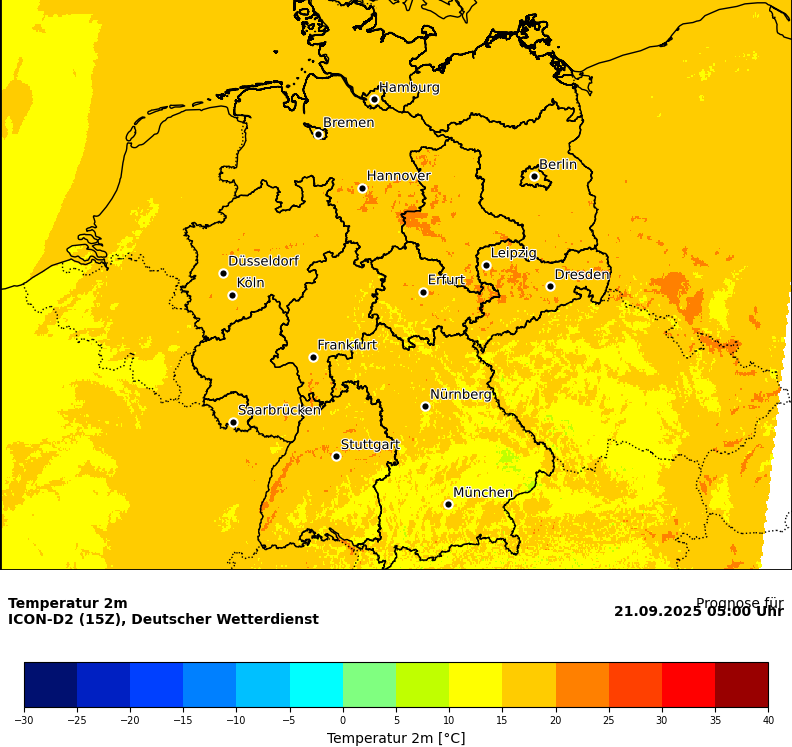 Hamburg
Bremen
Berlin
Hannover
Leipzig
Düsseldorf
Dresden
Köln
Erfurt
Frankfurt
Nürnberg
Saarbrücken
Stuttgart
München
Temperatur 2m
ICON-D2 (15Z), Deutscher Wetterdienst
Prognose für
21.09.2025 05:00 Uhr
−30 −25 −20 −15 −10 −5 0 5 10 15 20 25 30 35 40
Temperatur 2m [°C]